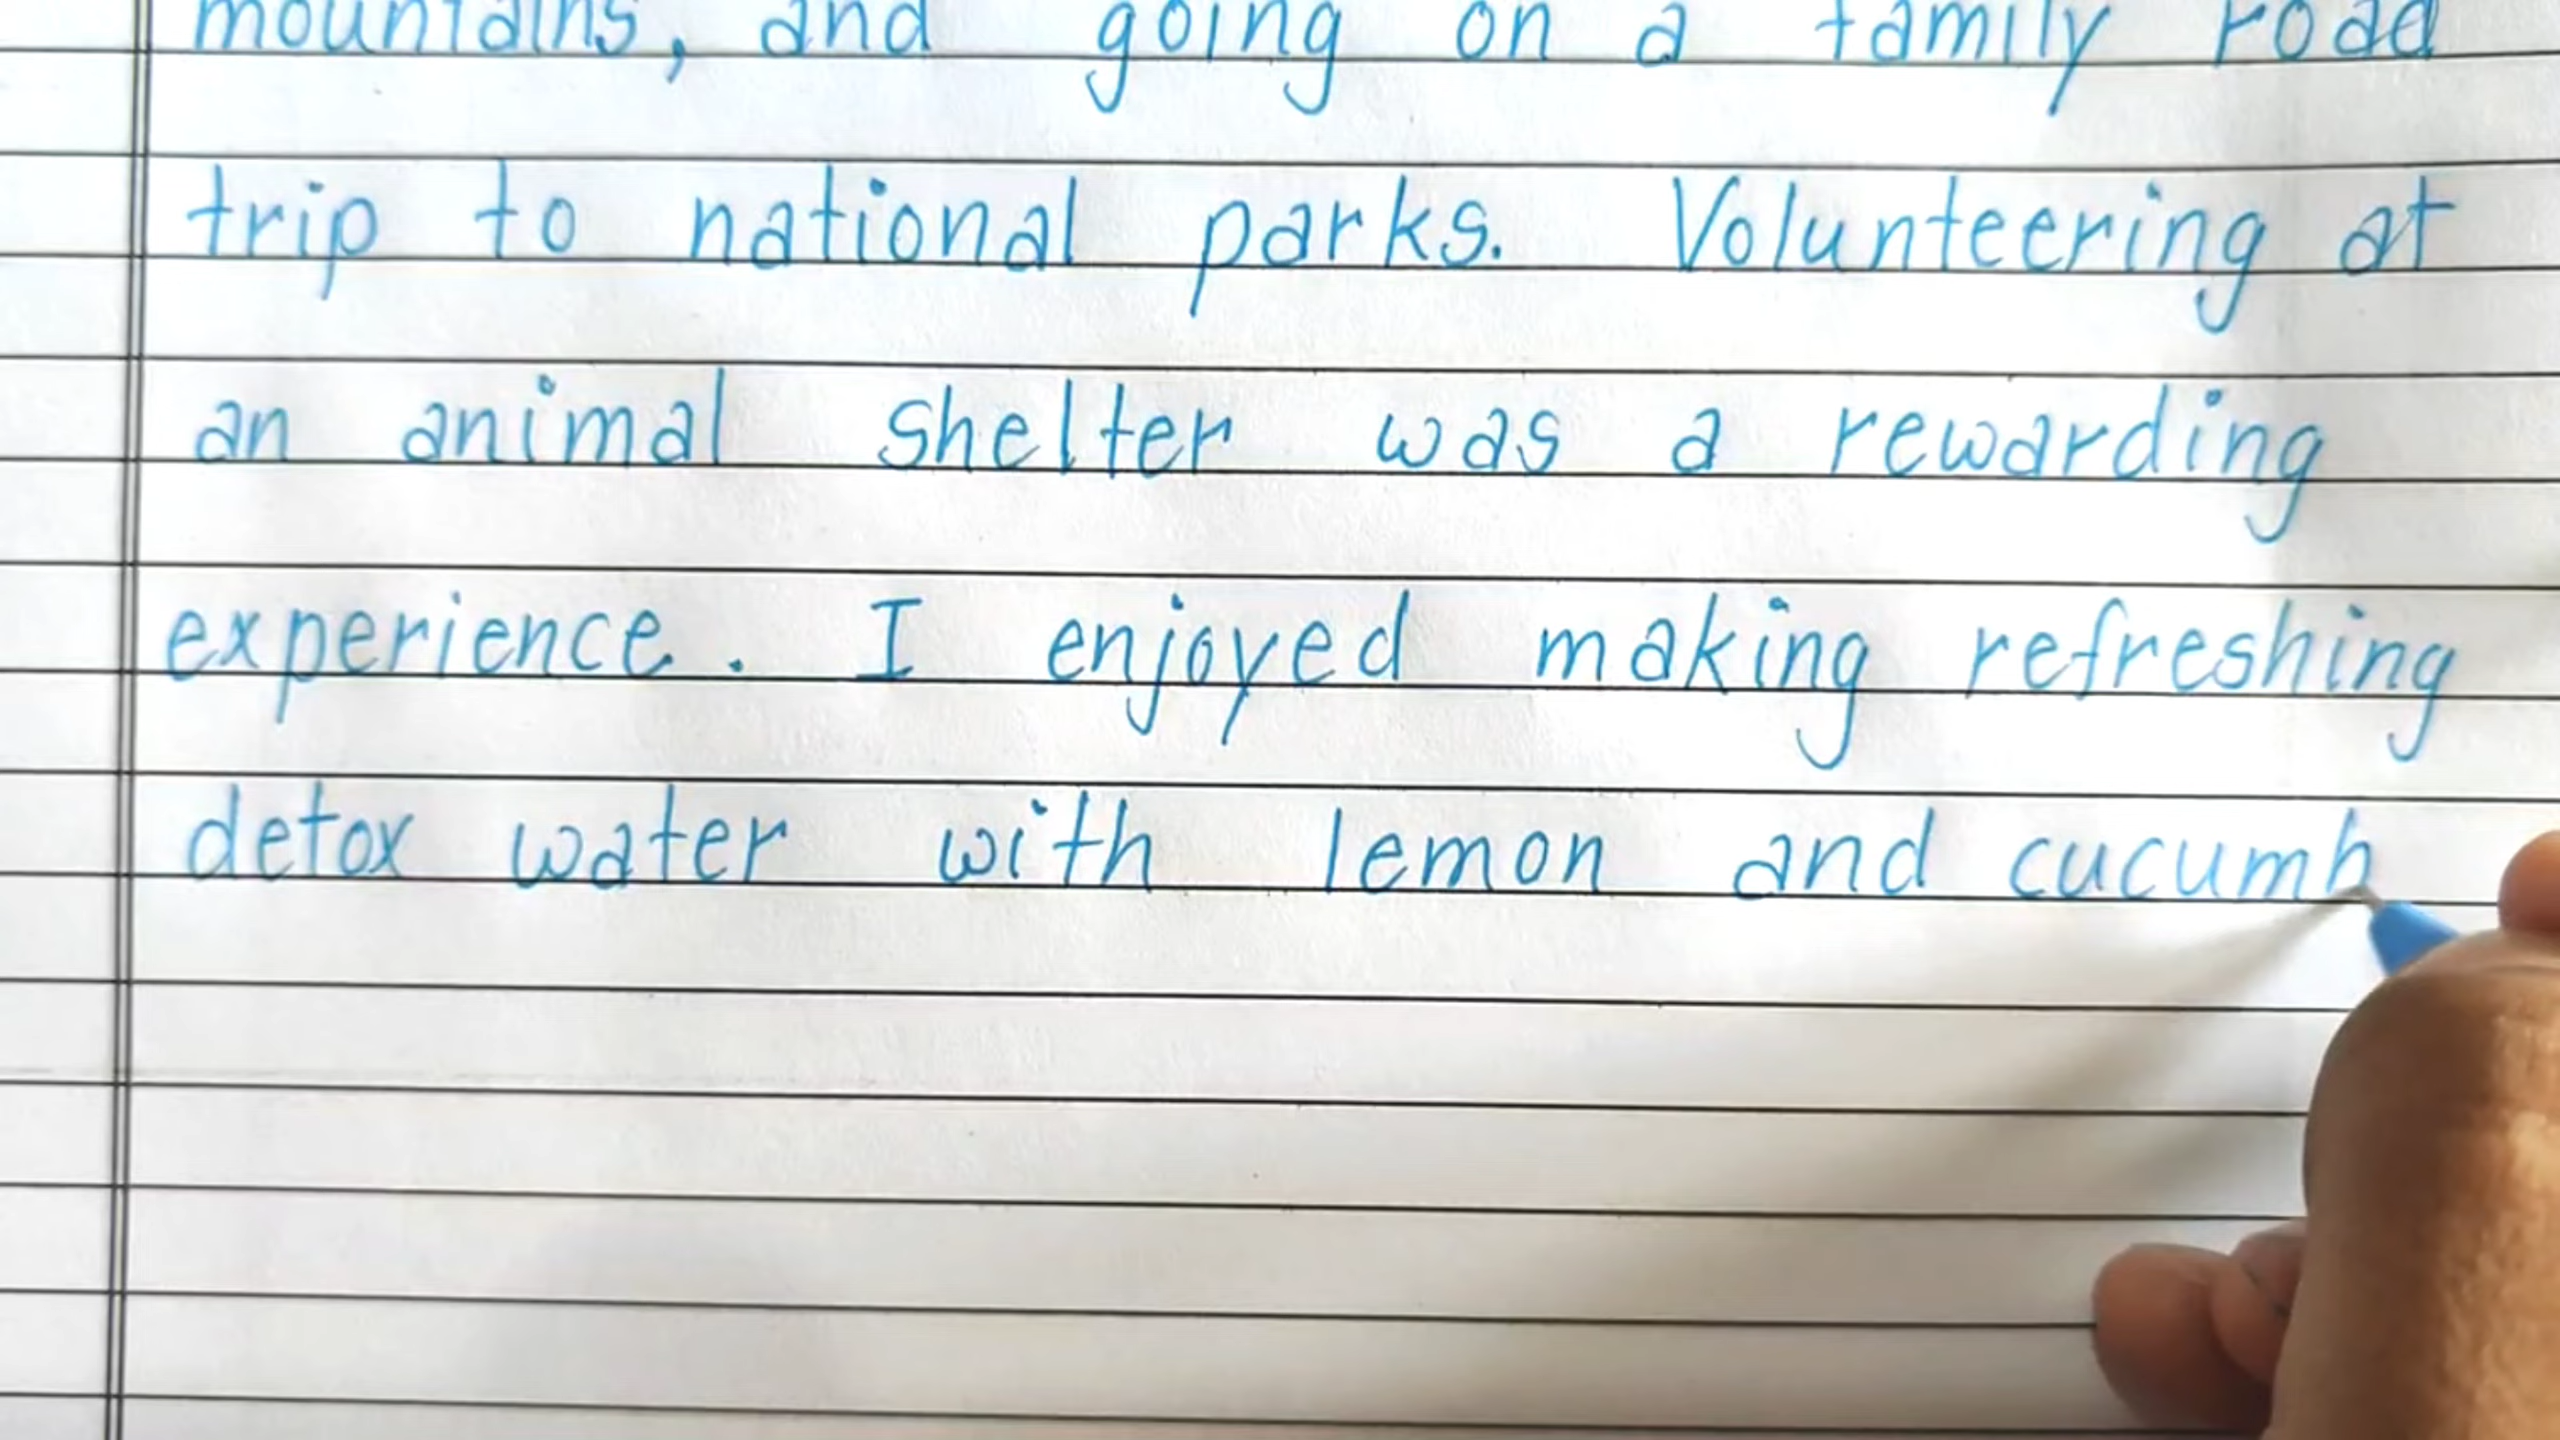 mountains, and going on a family road
trip to national parks. Volunteering at
an animal shelter was a rewarding
experience. I enjoyed making refreshing
detox water with lemon and cucumb